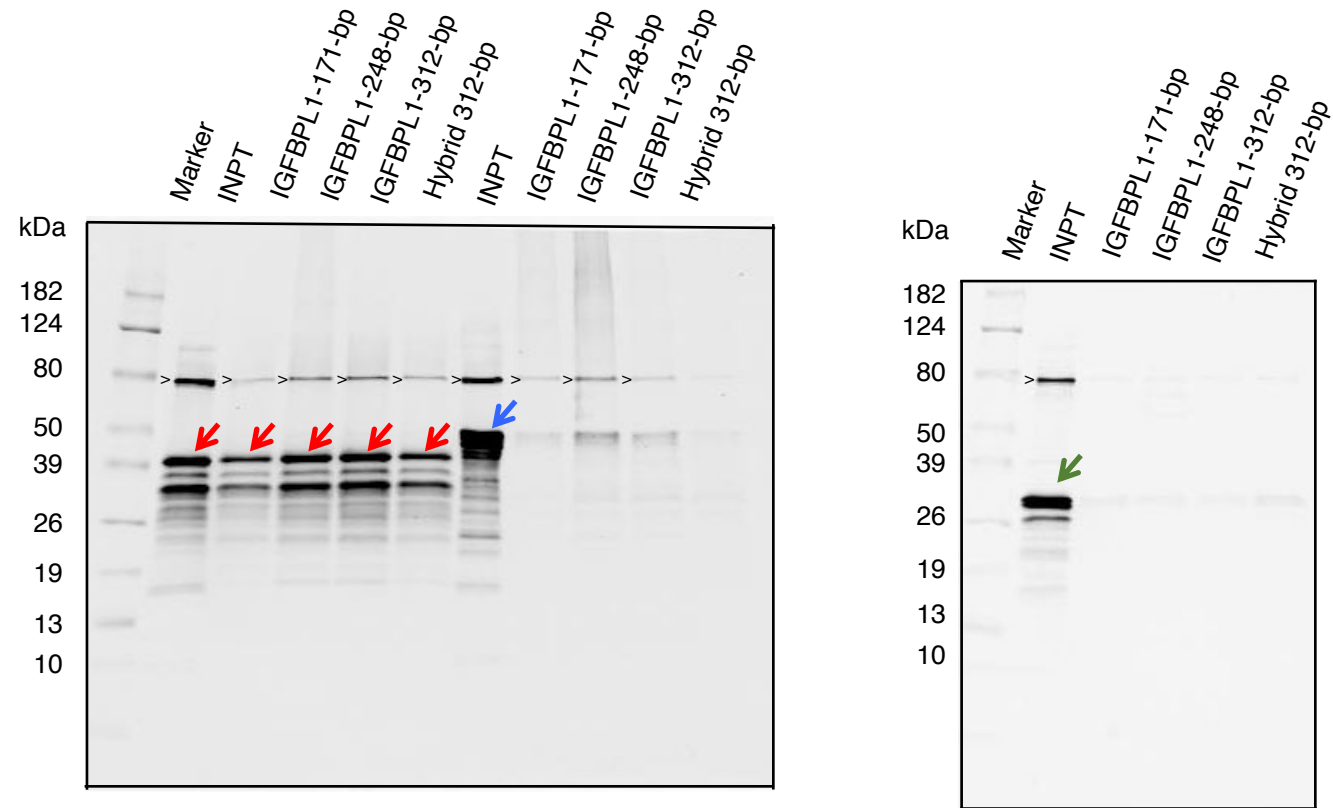 Marker
INPT
IGFBPL1-171-bp
IGFBPL1-248-bp
IGFBPL1-312-bp
Hybrid 312-bp
INPT
IGFBPL1-171-bp
IGFBPL1-248-bp
IGFBPL1-312-bp
Hybrid 312-bp
kDa
182
124
80
50
39
26
19
13
10
> > > > > > > > >
Marker
INPT
IGFBPL1-171-bp
IGFBPL1-248-bp
IGFBPL1-312-bp
Hybrid 312-bp
kDa
182
124
80
50
39
26
19
13
10
>